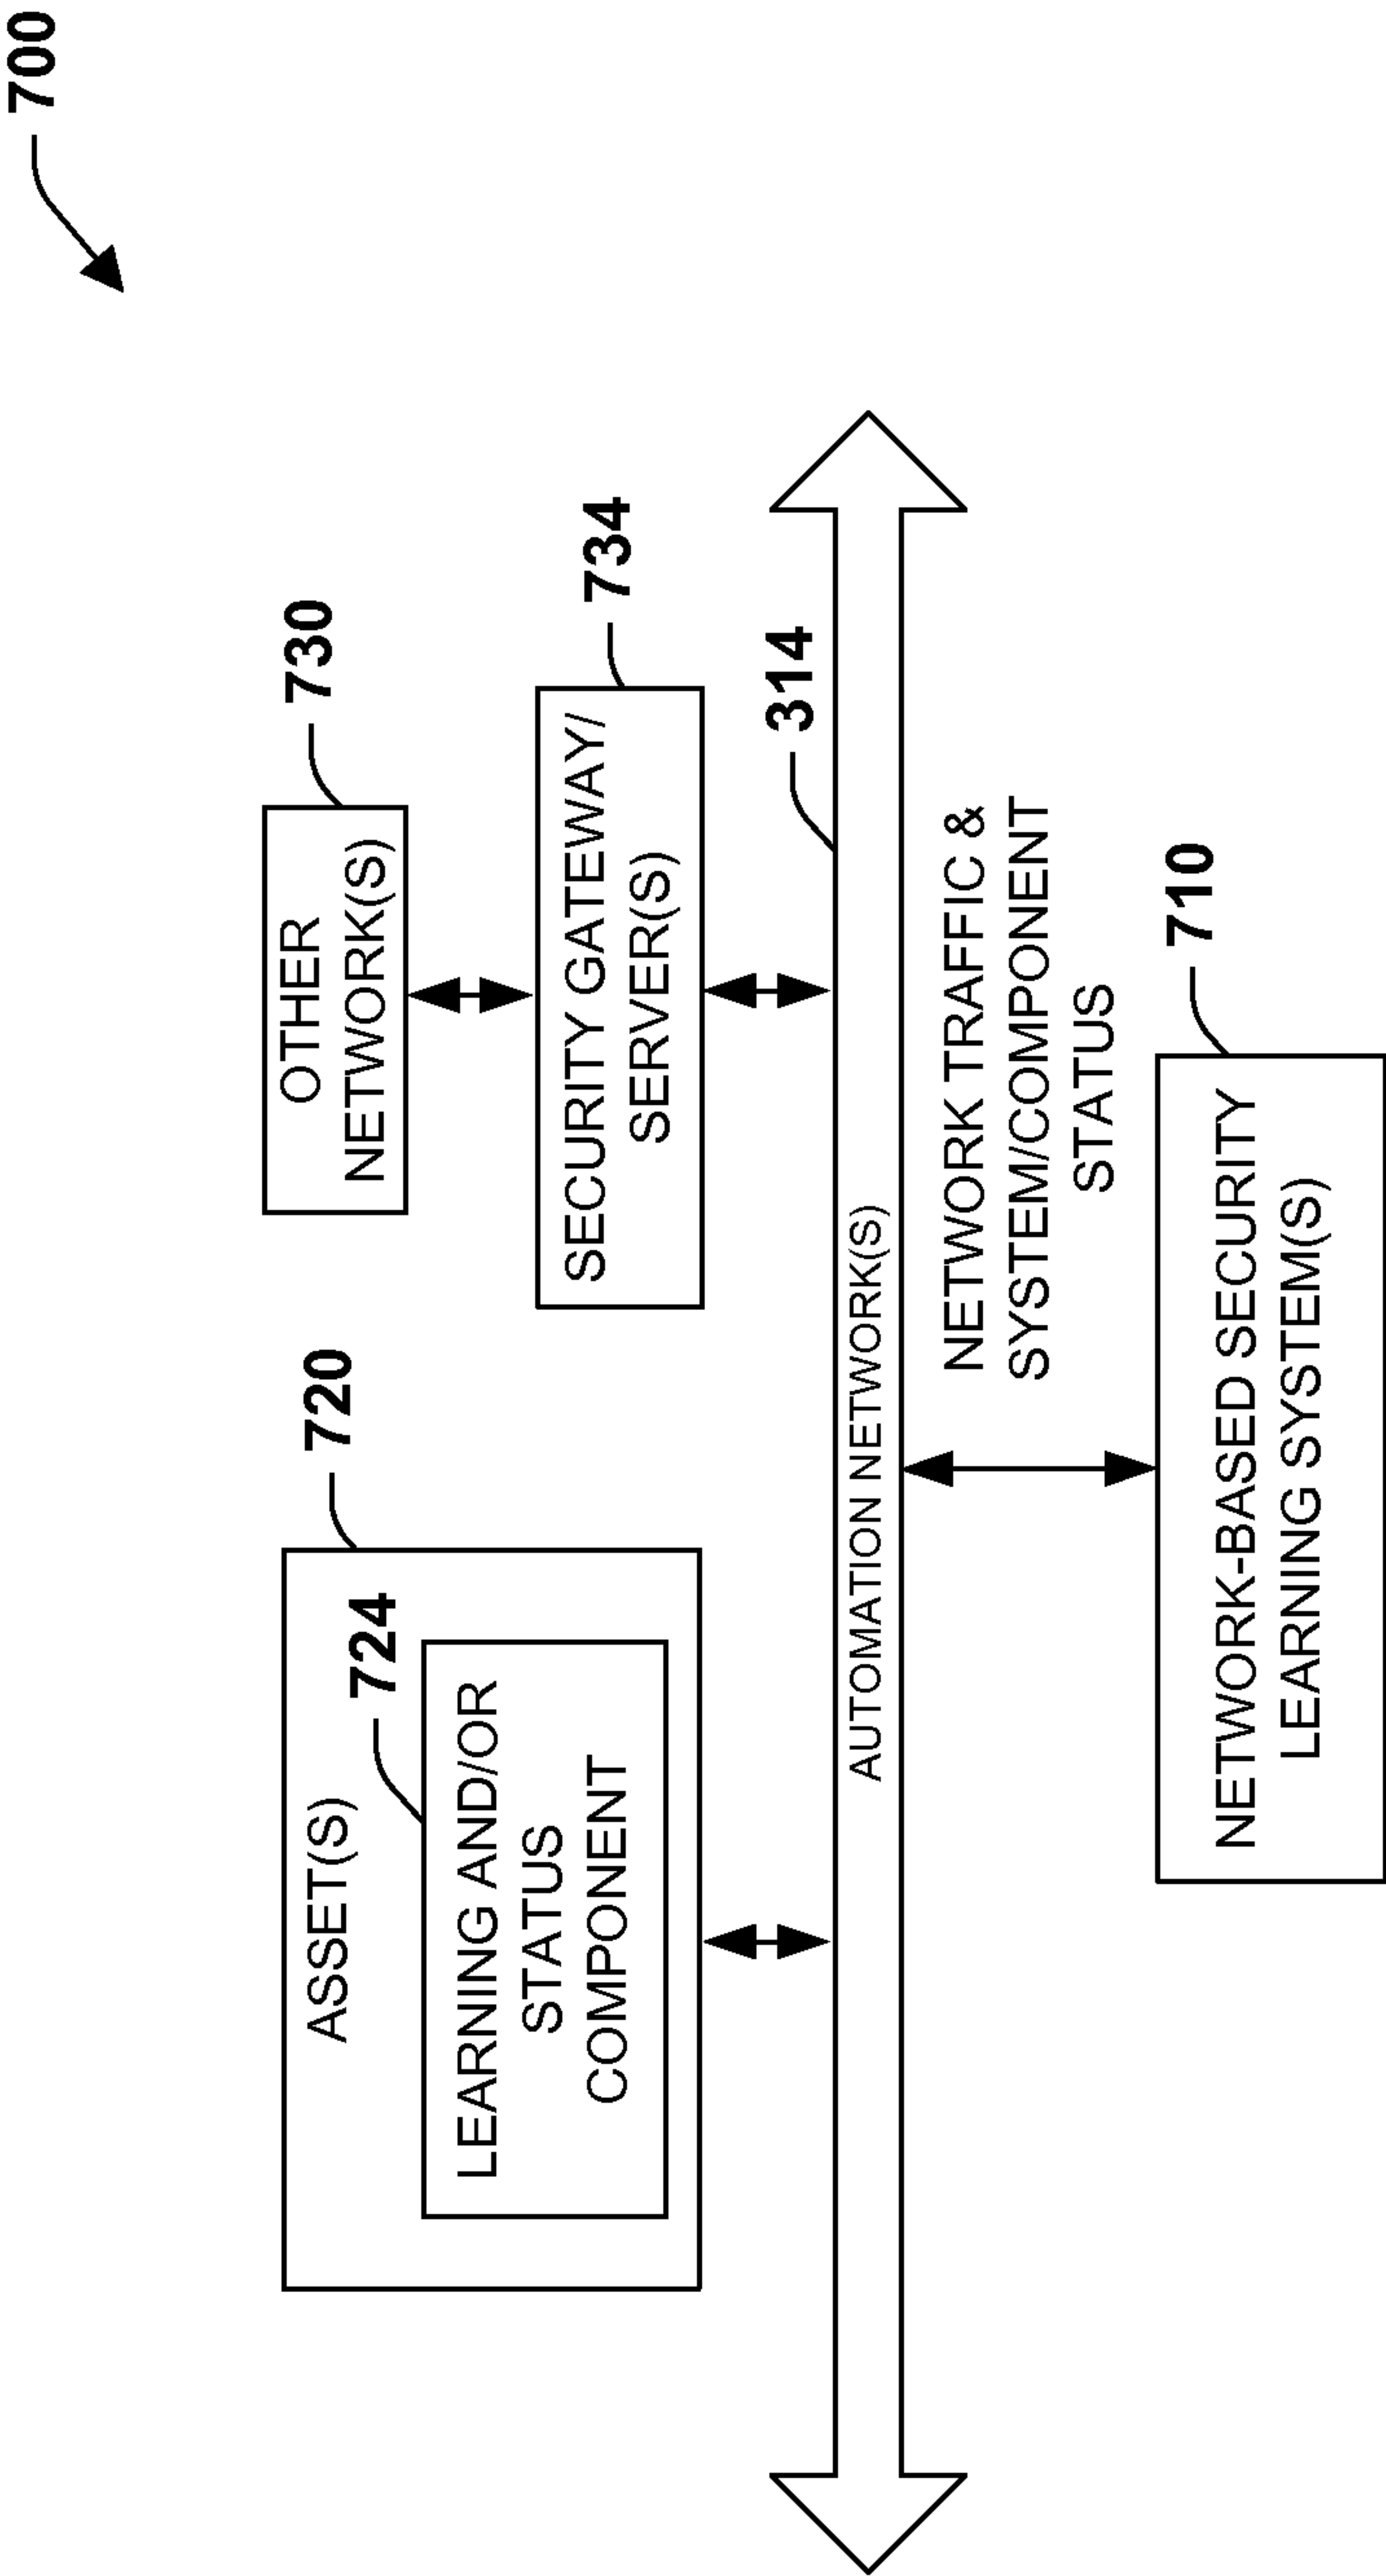 700
730
OTHER
NETWORK(S)
720
734
ASSET(S)
724
LEARNING AND/OR
STATUS
COMPONENT
SECURITY GATEWAY/
SERVER(S)
314
AUTOMATION NETWORK(S)
NETWORK TRAFFIC &
SYSTEM/COMPONENT
STATUS
710
NETWORK-BASED SECURITY
LEARNING SYSTEM(S)